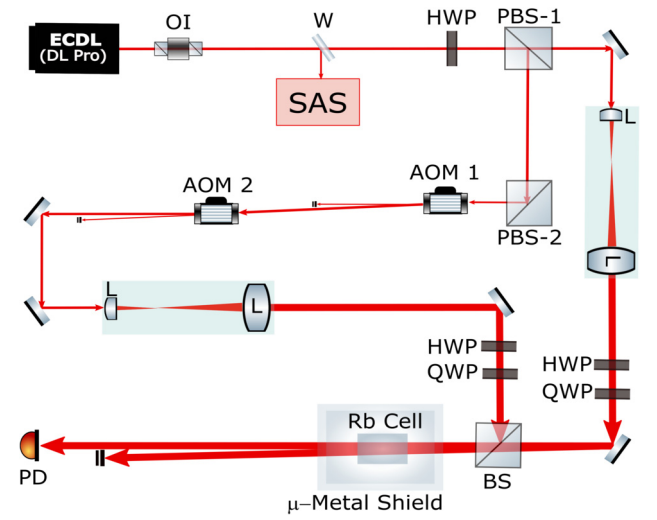 OI
W
HWP
PBS-1
ECDL
(DL Pro)
SAS
L
AOM 2
AOM 1
PBS-2
L
L
L
HWP
QWP
HWP
QWP
Rb Cell
PD
BS
μ−Metal Shield